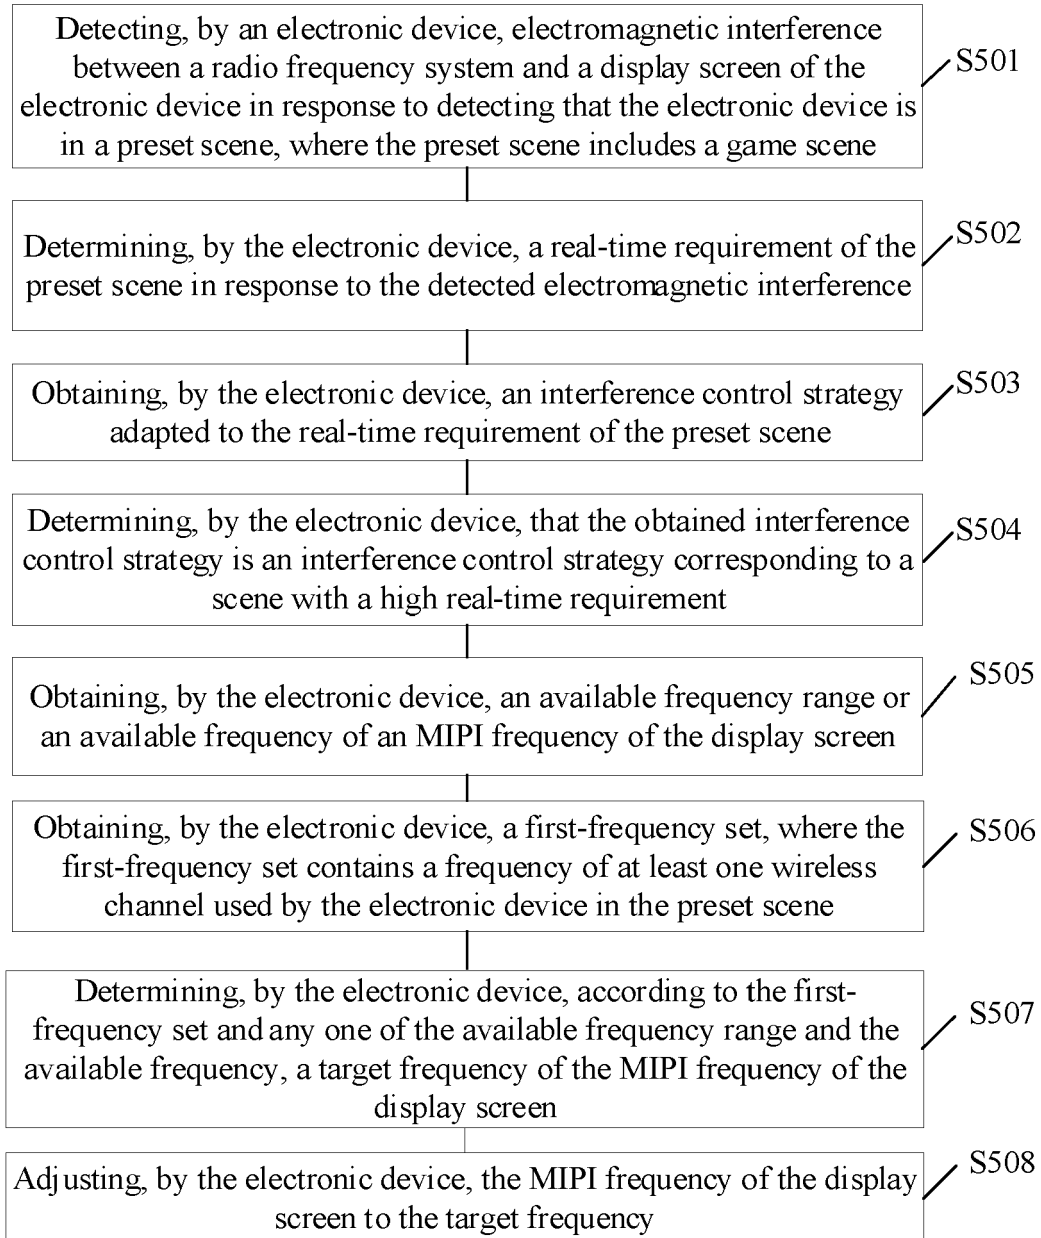 Detecting, by an electronic device, electromagnetic interference
between a radio frequency system and a display screen of the
electronic device in response to detecting that the electronic device is
in a preset scene, where the preset scene includes a game scene
S501
Determining, by the electronic device, a real-time requirement of the
preset scene in response to the detected electromagnetic interference
S502
Obtaining, by the electronic device, an interference control strategy
adapted to the real-time requirement of the preset scene
S503
Determining, by the electronic device, that the obtained interference
control strategy is an interference control strategy corresponding to a
scene with a high real-time requirement
S504
Obtaining, by the electronic device, an available frequency range or
an available frequency of an MIPI frequency of the display screen
S505
Obtaining, by the electronic device, a first-frequency set, where the
first-frequency set contains a frequency of at least one wireless
channel used by the electronic device in the preset scene
S506
Determining, by the electronic device, according to the first-
frequency set and any one of the available frequency range and the
available frequency, a target frequency of the MIPI frequency of the
display screen
S507
Adjusting, by the electronic device, the MIPI frequency of the display
screen to the target frequency
S508